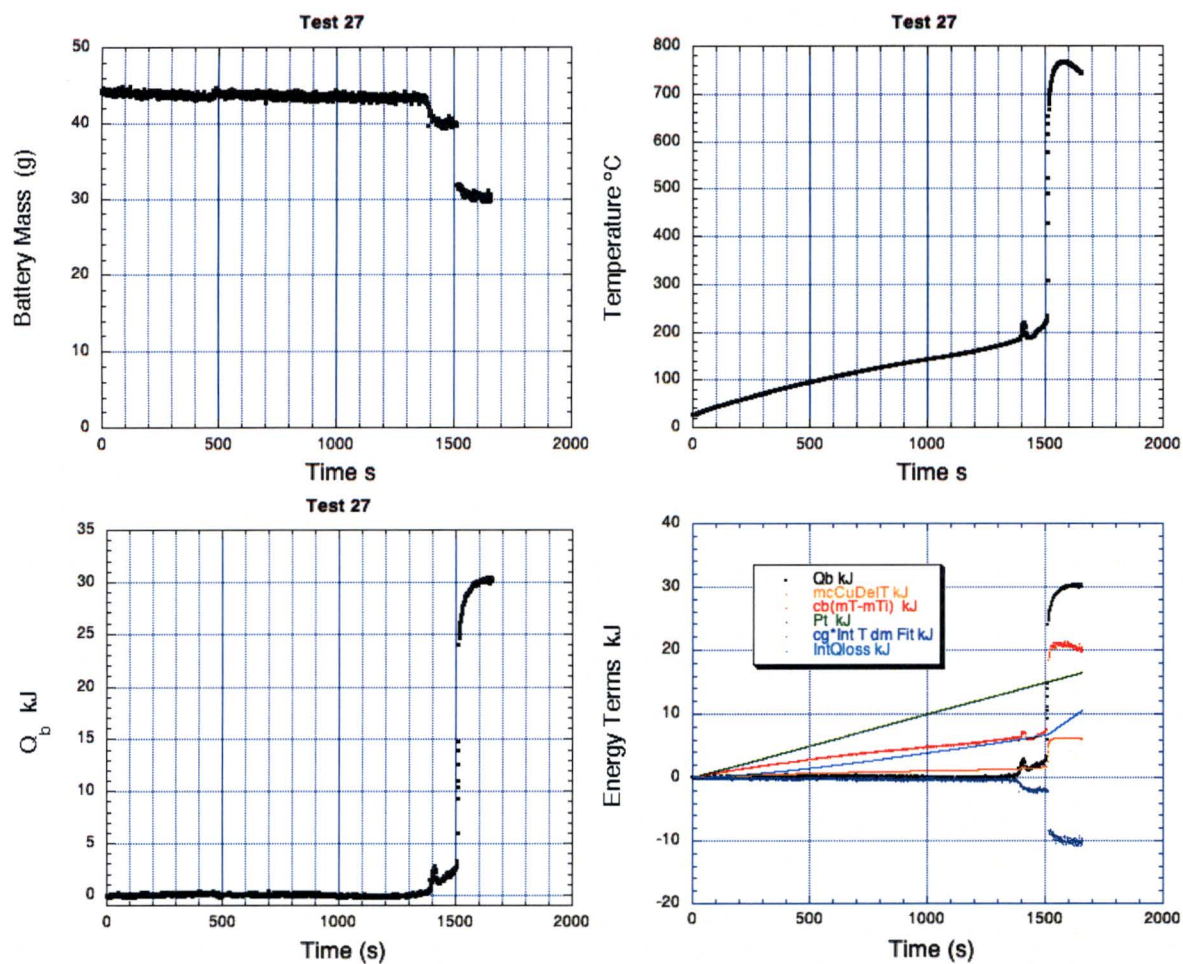 Test 27
50
40
30
20
10
0
0 500 1000 1500 2000
Battery Mass (g)
Time s
Test 27
800
700
600
500
400
300
200
100
0
0 500 1000 1500 2000
Temperature ºC
Time s
Test 27
35
30
25
20
15
10
5
0
0 500 1000 1500 2000
Qb kJ
Time (s)
40
30
20
10
0
-10
-20
0 500 1000 1500 2000
Energy Terms kJ
Qb kJ
mcCuDelT kJ
cb(mT-mTi) kJ
Pt kJ
cg*Int T dm Fit kJ
IntQloss kJ
Time (s)